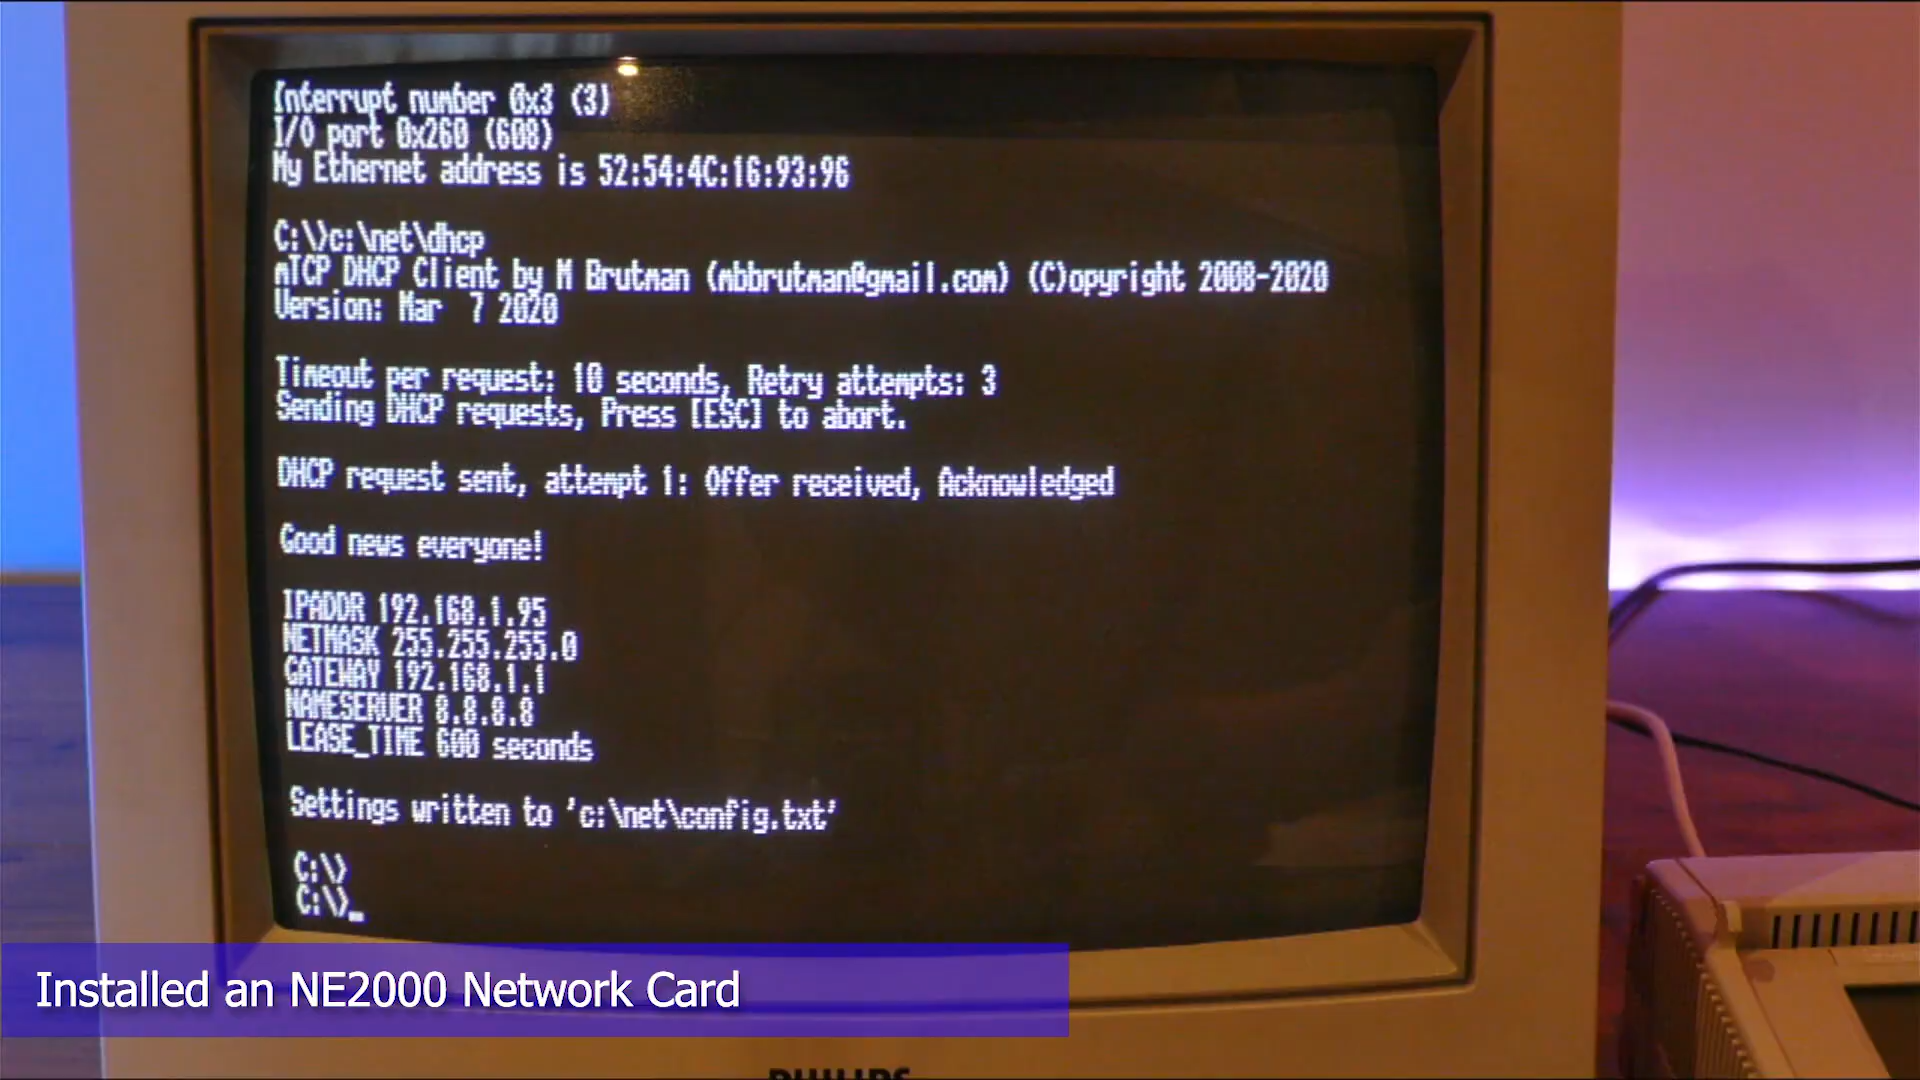 Interrupt number 0x3 (3)
I/O port 0x260 (608)
My Ethernet address is 52:54:4C:16:93:96
C:\>c:\net\dhcp
mTCP DHCP Client by M Brutman (mbbrutman@gmail.com) (C)opyright 2008-2020
Version: Mar  7 2020
Timeout per request: 10 seconds, Retry attempts: 3
Sending DHCP requests, Press [ESC] to abort.
DHCP request sent, attempt 1: Offer received, Acknowledged
Good news everyone!
IPADDR 192.168.1.95
NETMASK 255.255.255.0
GATEWAY 192.168.1.1
NAMESERVER 8.8.8.8
LEASE_TIME 600 seconds
Settings written to 'c:\net\config.txt'
C:\>
C:\>_
Installed an NE2000 Network Card
PHILIPS